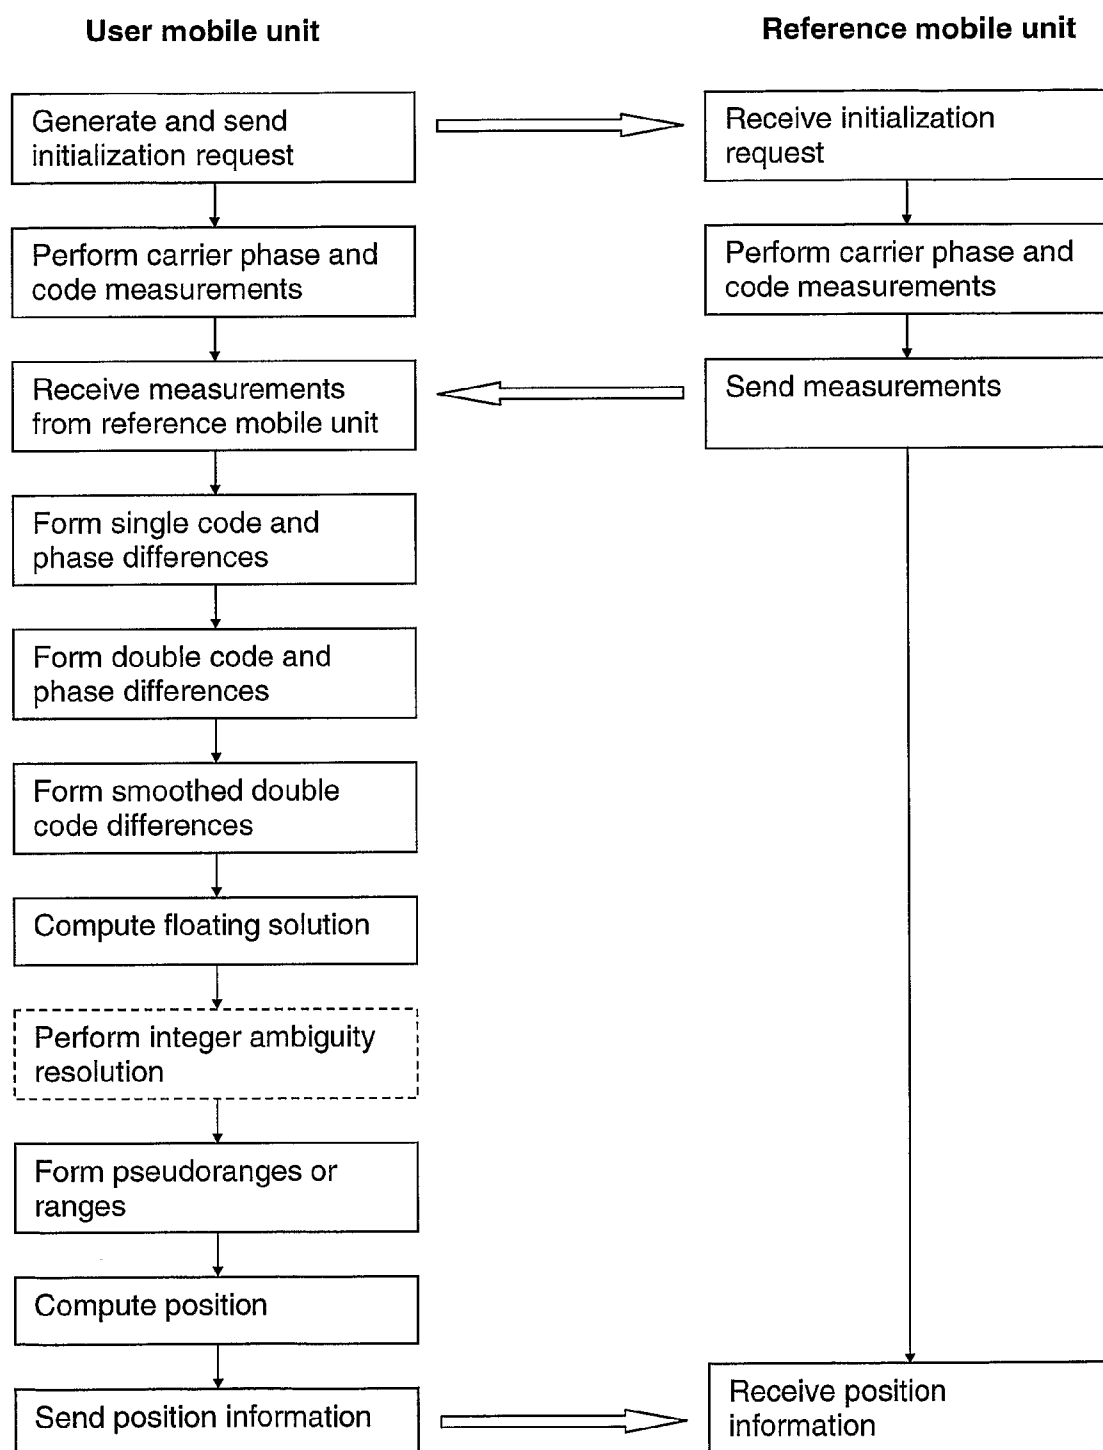 User mobile unit
Reference mobile unit
Generate and send
initialization request
Receive initialization
request
Perform carrier phase and
code measurements
Perform carrier phase and
code measurements
Receive measurements
from reference mobile unit
Send measurements
Form single code and
phase differences
Form double code and
phase differences
Form smoothed double
code differences
Compute floating solution
Perform integer ambiguity
resolution
Form pseudoranges or
ranges
Compute position
Send position information
Receive position
information